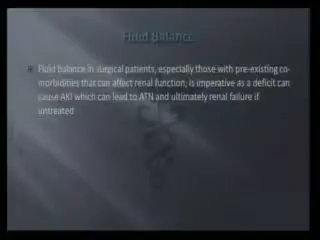 Fluid Balance
Fluid balance in surgical patients, especially those with pre-existing co-
morbidities that can affect renal function, is imperative as a deficit can
cause AKI which can lead to ATN and ultimately renal failure if
untreated